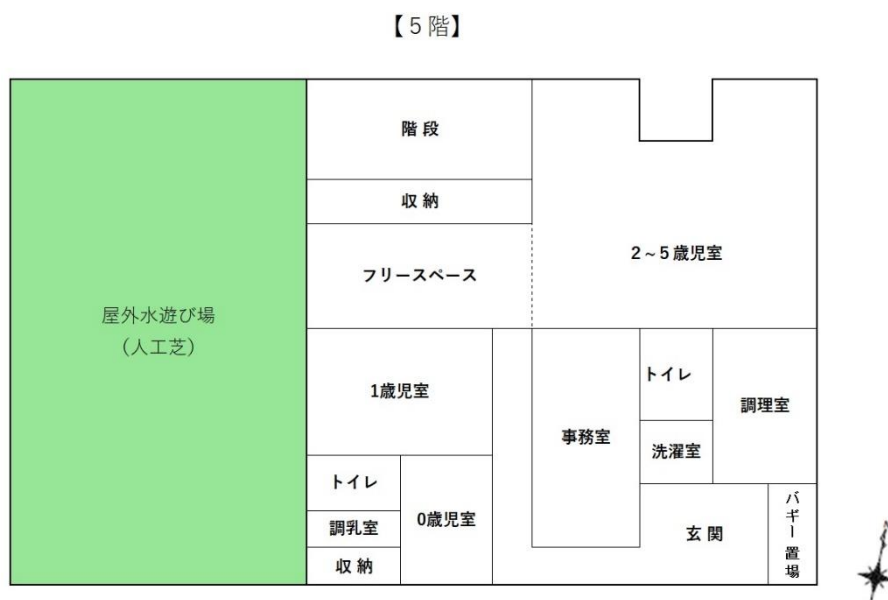 【5階】
階段
収納
フリースペース
2～5歳児室
屋外水遊び場
（人工芝）
1歳児室
トイレ
調理室
事務室
洗濯室
トイレ
調乳室
0歳児室
収納
玄関
バギー置場